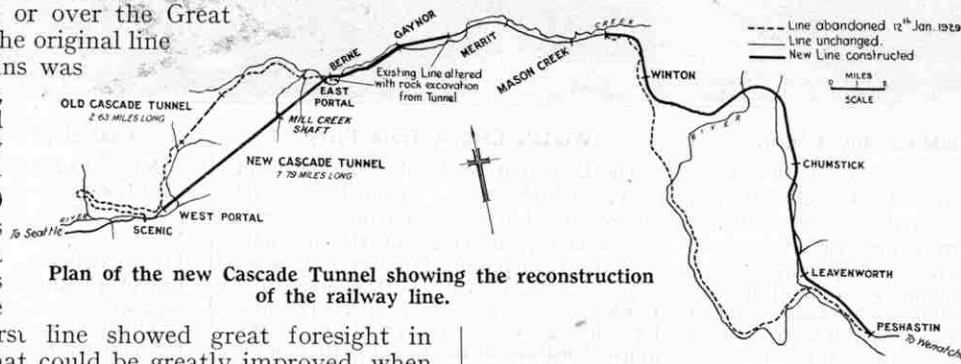 or over the Great
he original line
ns was
Line abandoned 12th Jan. 1929
Line unchanged.
New Line constructed
MILES
SCALE
CREEK
GAYNOR
BERNE
MERRIT
MASON CREEK
WINTON
Existing Line altered
with rock excavation
from Tunnel
EAST
PORTAL
OLD CASCADE TUNNEL
2·63 MILES LONG
MILL CREEK
SHAFT
NEW CASCADE TUNNEL
7·79 MILES LONG
RIVER
CHUMSTICK
WEST PORTAL
RIVER
To Seattle
SCENIC
Plan of the new Cascade Tunnel showing the reconstruction
of the railway line.
LEAVENWORTH
PESHASTIN
To Wenatche
rst line showed great foresight in
hat could be greatly improved, when